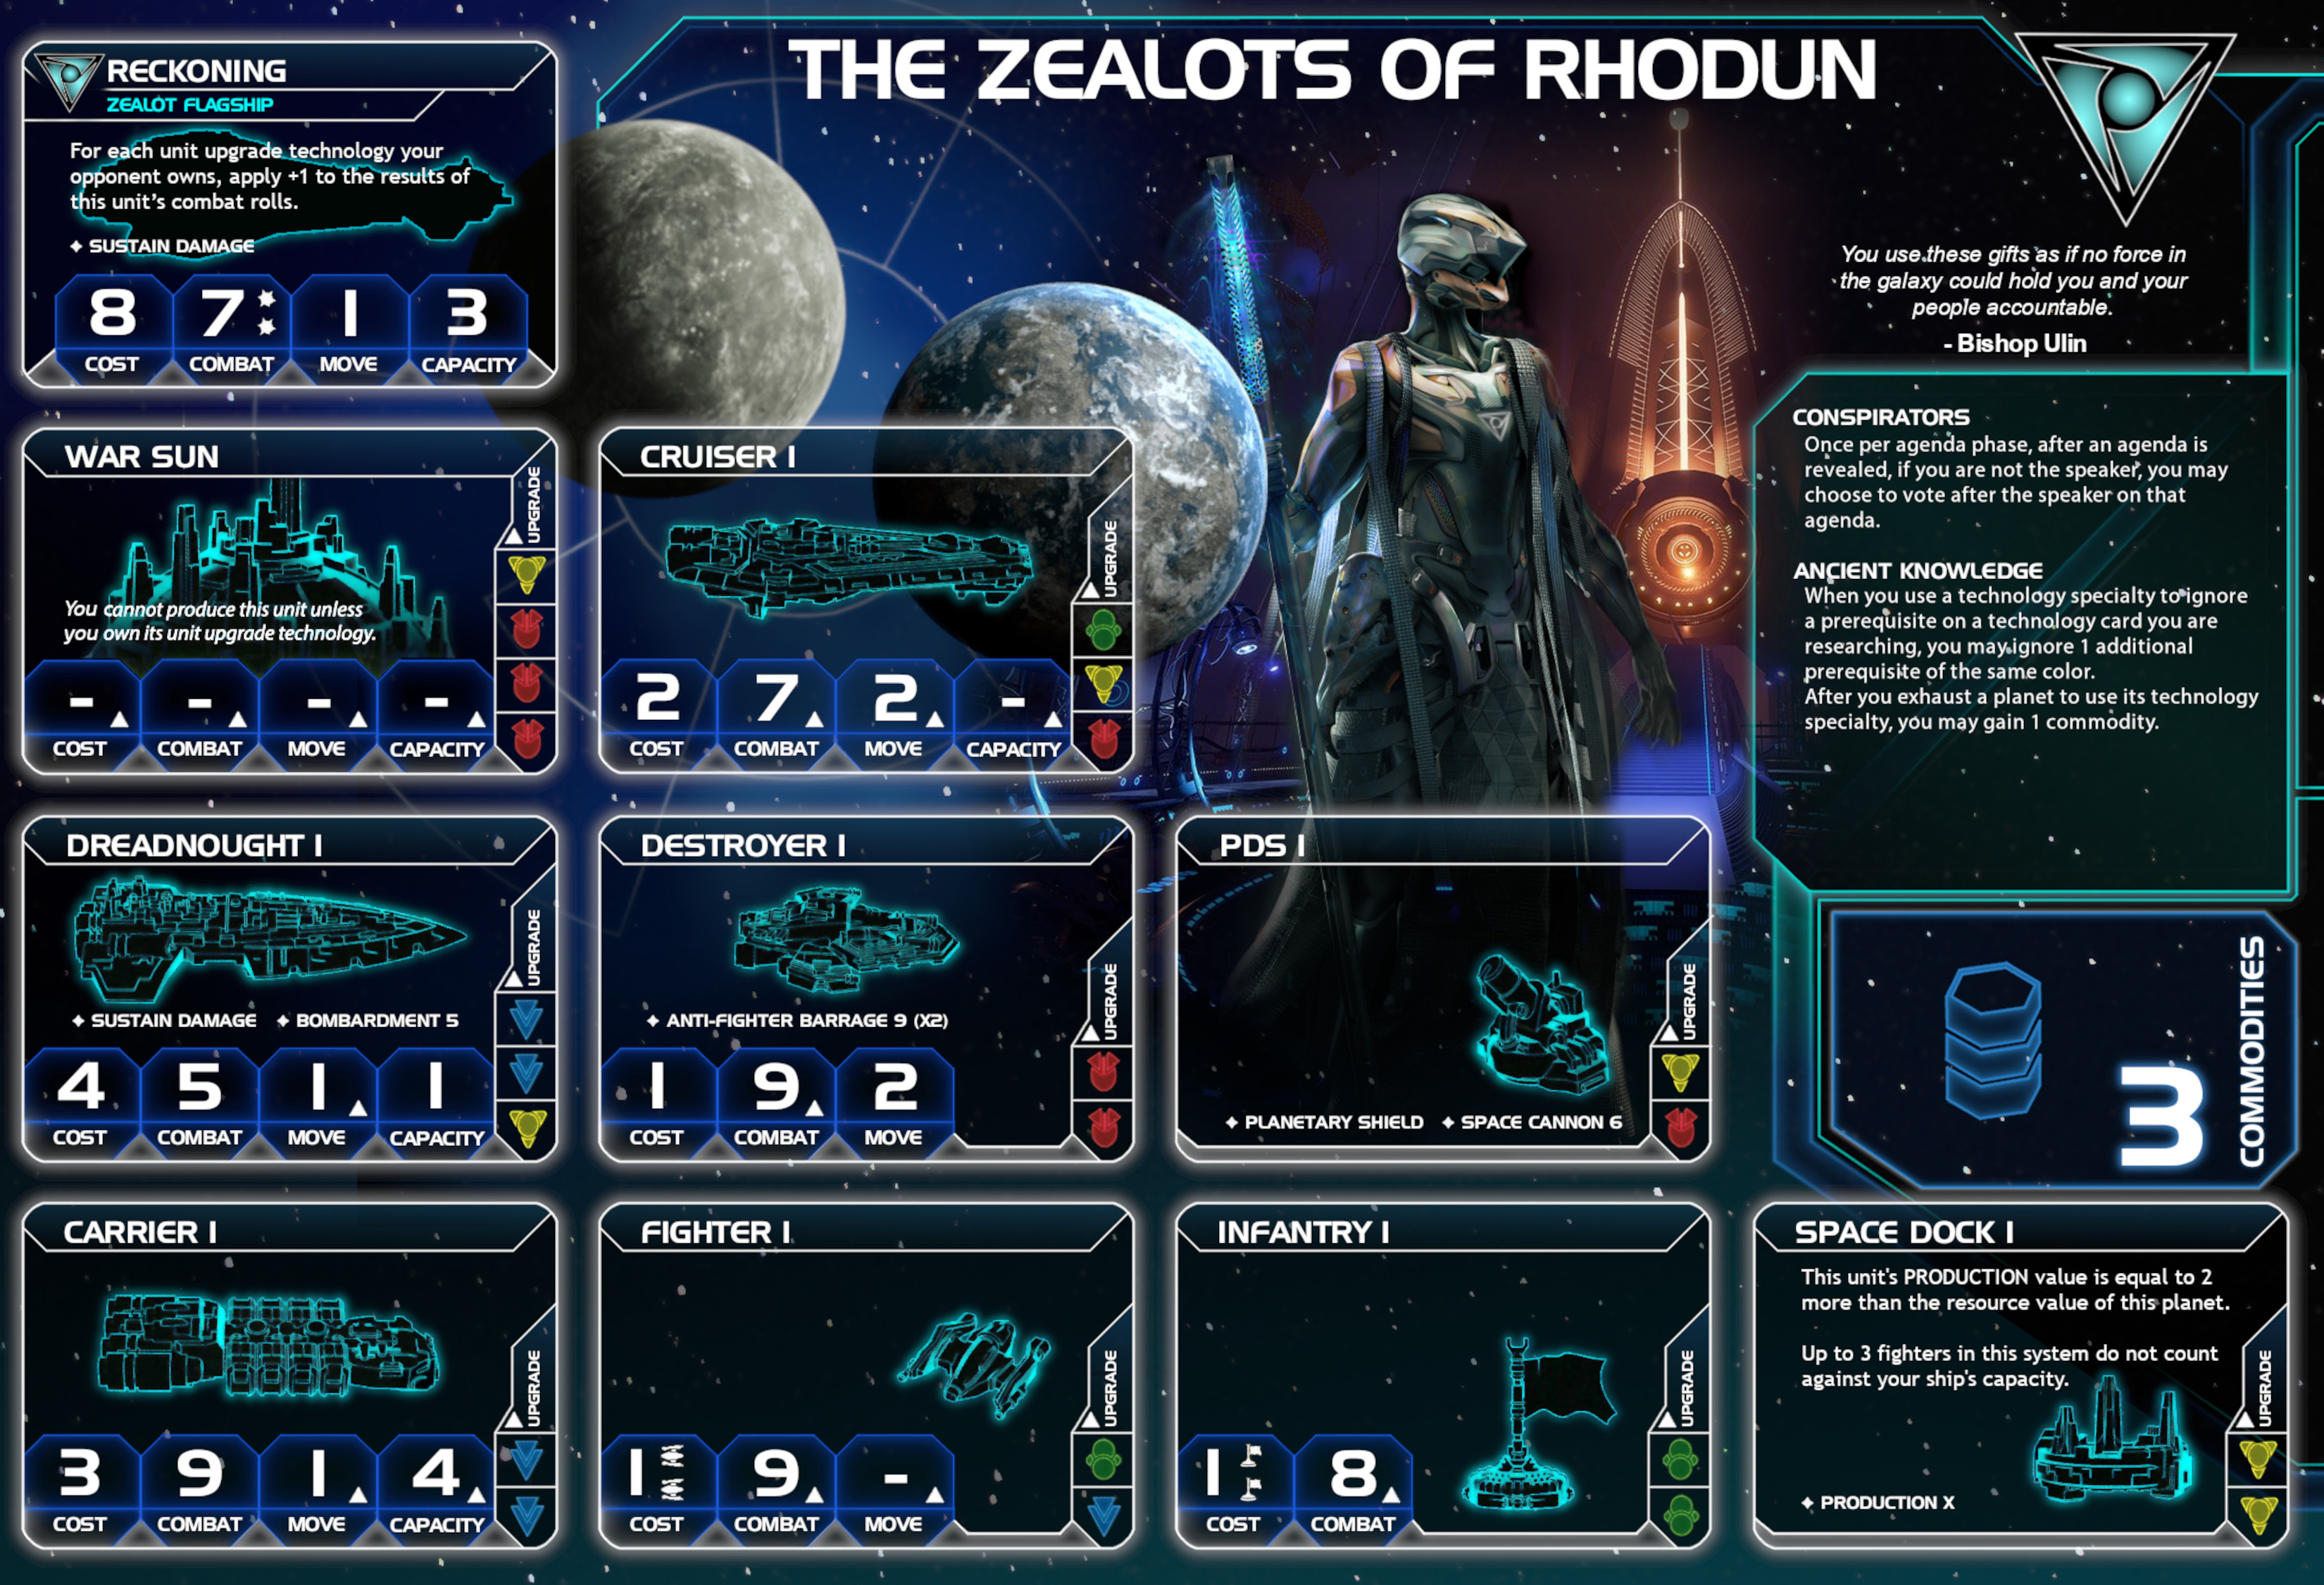 THE ZEALOTS OF RHODUN
RECKONING
ZEALOT FLAGSHIP
For each unit upgrade technology your
opponent owns, apply +1 to the results of
this unit's combat rolls.
SUSTAIN DAMAGE
8 7 1 3
COST COMBAT MOVE CAPACITY
You use these gifts as if no force in
the galaxy could hold you and your
people accountable.
- Bishop Ulin
CONSPIRATORS
Once per agenda phase, after an agenda is
revealed, if you are not the speaker, you may
choose to vote after the speaker on that
agenda.
ANCIENT KNOWLEDGE
When you use a technology specialty to ignore
a prerequisite on a technology card you are
researching, you may ignore 1 additional
prerequisite of the same color.
After you exhaust a planet to use its technology
specialty, you may gain 1 commodity.
WAR SUN
UPGRADE
You cannot produce this unit unless
you own its unit upgrade technology.
- - - -
COST COMBAT MOVE CAPACITY
CRUISER I
UPGRADE
2 7 2 -
COST COMBAT MOVE CAPACITY
DREADNOUGHT I
UPGRADE
SUSTAIN DAMAGE BOMBARDMENT 5
4 5 1 1
COST COMBAT MOVE CAPACITY
DESTROYER I
UPGRADE
ANTI-FIGHTER BARRAGE 9 (X2)
1 9 2
COST COMBAT MOVE
PDS I
UPGRADE
PLANETARY SHIELD SPACE CANNON 6
3
COMMODITIES
CARRIER I
UPGRADE
3 9 1 4
COST COMBAT MOVE CAPACITY
FIGHTER I
UPGRADE
1 9 -
COST COMBAT MOVE
INFANTRY I
UPGRADE
1 8
COST COMBAT
SPACE DOCK I
This unit's PRODUCTION value is equal to 2
more than the resource value of this planet.
Up to 3 fighters in this system do not count
against your ship's capacity.
UPGRADE
PRODUCTION X